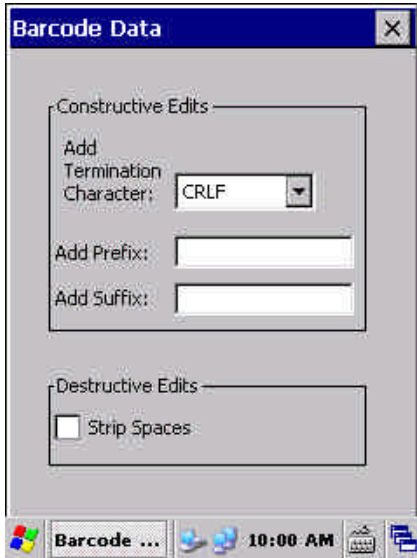 Barcode Data
Constructive Edits
Add
Termination
Character:
CRLF
Add Prefix:
Add Suffix:
Destructive Edits
Strip Spaces
Barcode ...
10:00 AM